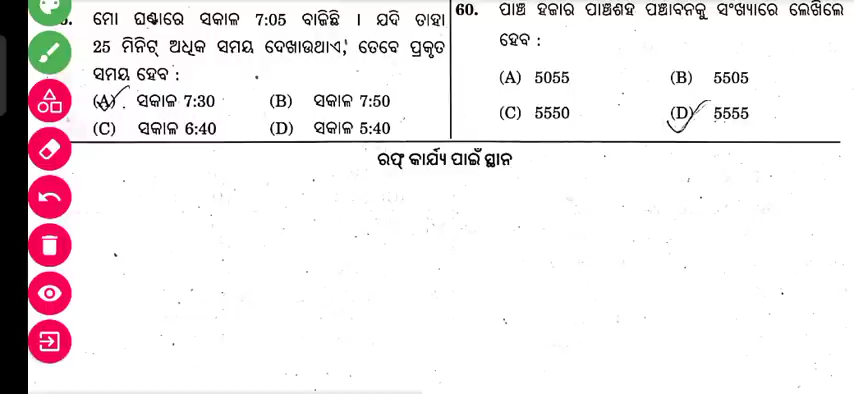 ମୋ ଘଣ୍ଟାରେ ସକାଳ 7:05 ବାଜିଛି । ଯଦି ତାହା
25 ମିନିଟ୍ ଅଧିକ ସମୟ ଦେଖାଉଥାଏ, ତେବେ ପ୍ରକୃତ
ସମୟ ହେବ :
(A) ସକାଳ 7:30 (B) ସକାଳ 7:50
(C) ସକାଳ 6:40 (D) ସକାଳ 5:40
60. ପାଞ୍ଚ ହଜାର ପାଞ୍ଚଶହ ପଞ୍ଚାବନକୁ ସଂଖ୍ୟାରେ ଲେଖିଲେ
ହେବ :
(A) 5055 (B) 5505
(C) 5550 (D) 5555
ରଫ୍ କାର୍ଯ୍ୟ ପାଇଁ ସ୍ଥାନ